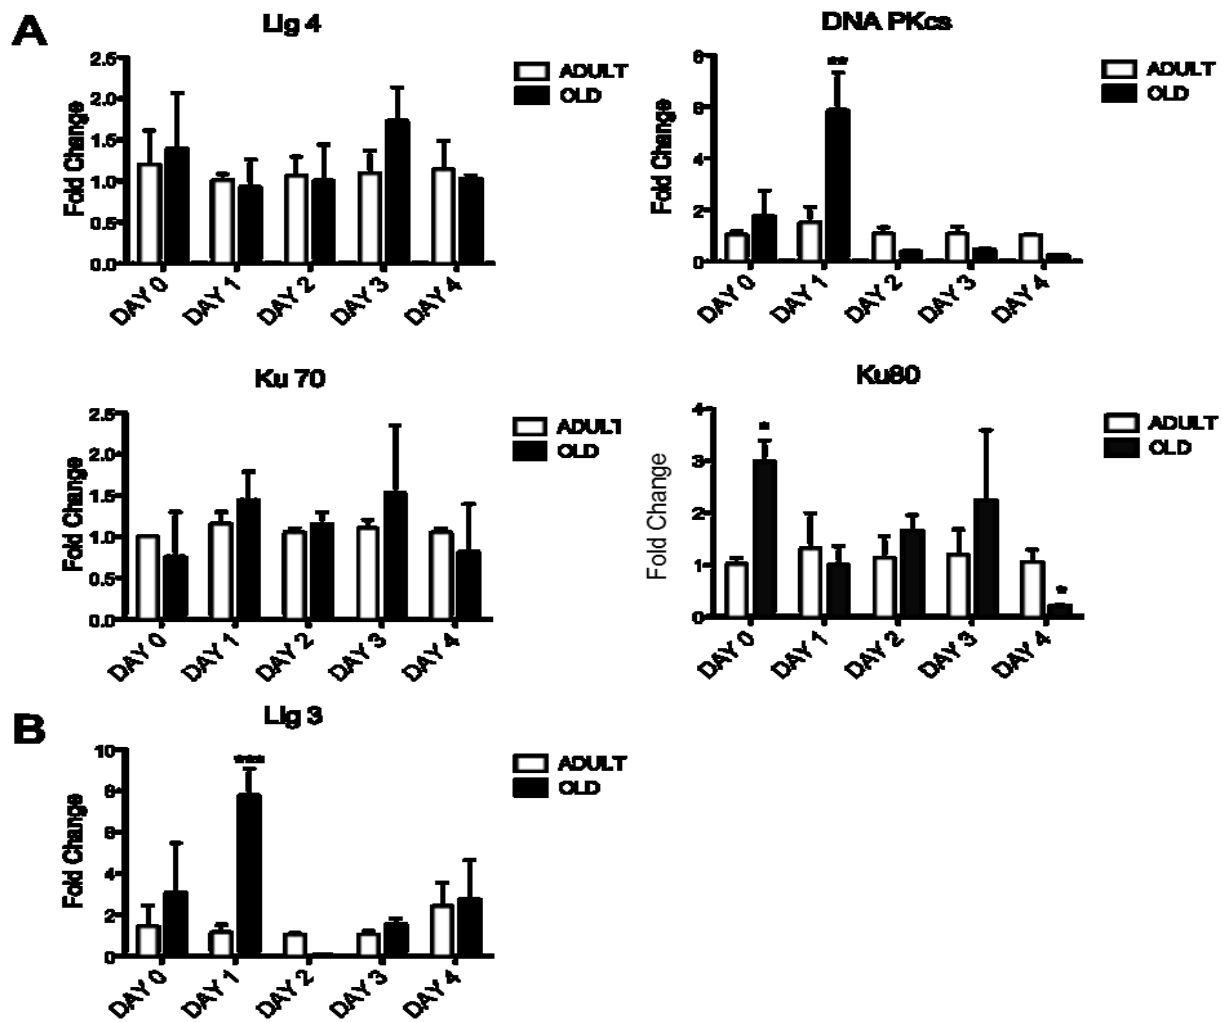 A
Lig 4
2.5
2.0
1.5
1.0
0.5
0.0
Fold Change
DAY 0
DAY 1
DAY 2
DAY 3
DAY 4
ADULT
OLD
DNA PKcs
8
6
4
2
0
Fold Change
**
DAY 0
DAY 1
DAY 2
DAY 3
DAY 4
ADULT
OLD
Ku 70
2.5
2.0
1.5
1.0
0.5
0.0
Fold Change
DAY 0
DAY 1
DAY 2
DAY 3
DAY 4
ADULT
OLD
Ku80
4
3
2
1
0
Fold Change
*
*
DAY 0
DAY 1
DAY 2
DAY 3
DAY 4
ADULT
OLD
B
Lig 3
10
8
6
4
2
0
Fold Change
***
DAY 0
DAY 1
DAY 2
DAY 3
DAY 4
ADULT
OLD